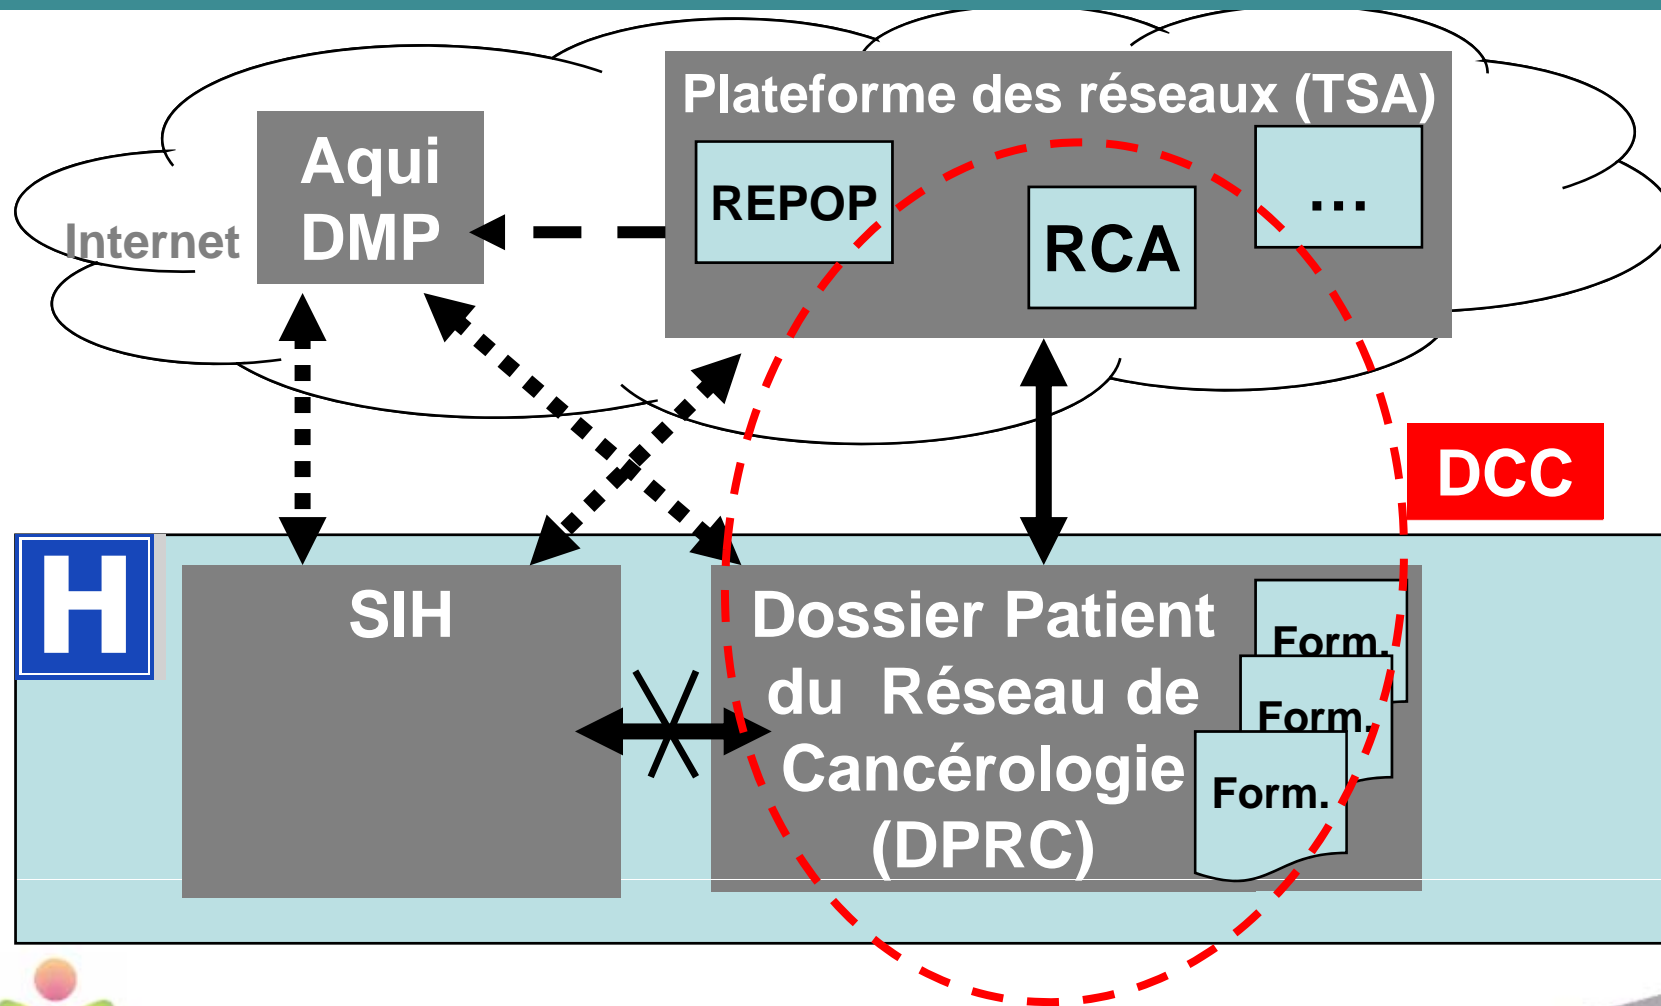 Plateforme des réseaux (TSA)
Aqui
DMP
REPOP
RCA
...
Internet
DCC
H
SIH
Dossier Patient
du Réseau de
Cancérologie
(DPRC)
Form.
Form.
Form.